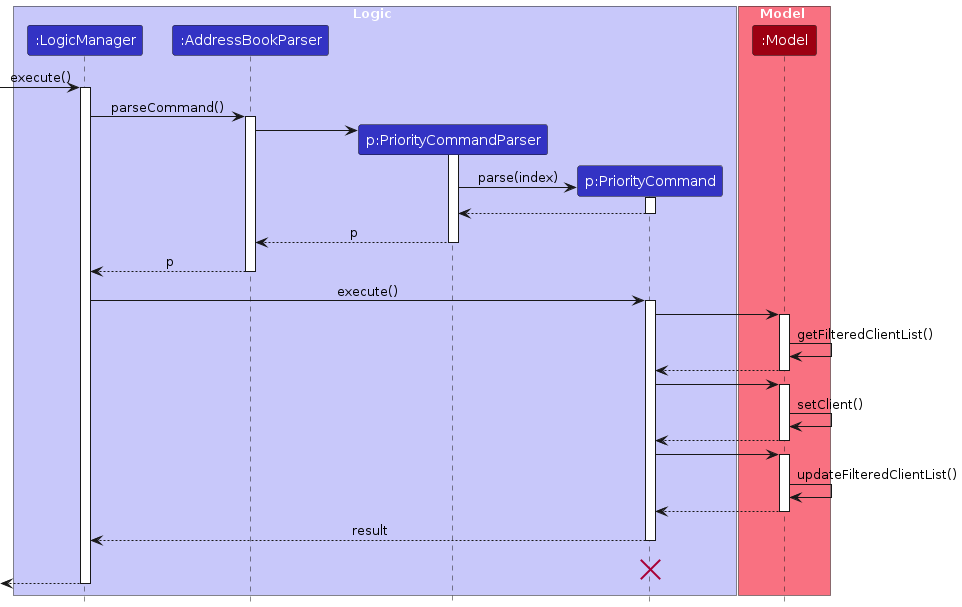 Logic
Model
:LogicManager
:AddressBookParser
:Model
execute()
parseCommand()
p:PriorityCommandParser
parse(index)
p:PriorityCommand
p
p
execute()
getFilteredClientList()
setClient()
updateFilteredClientList()
result